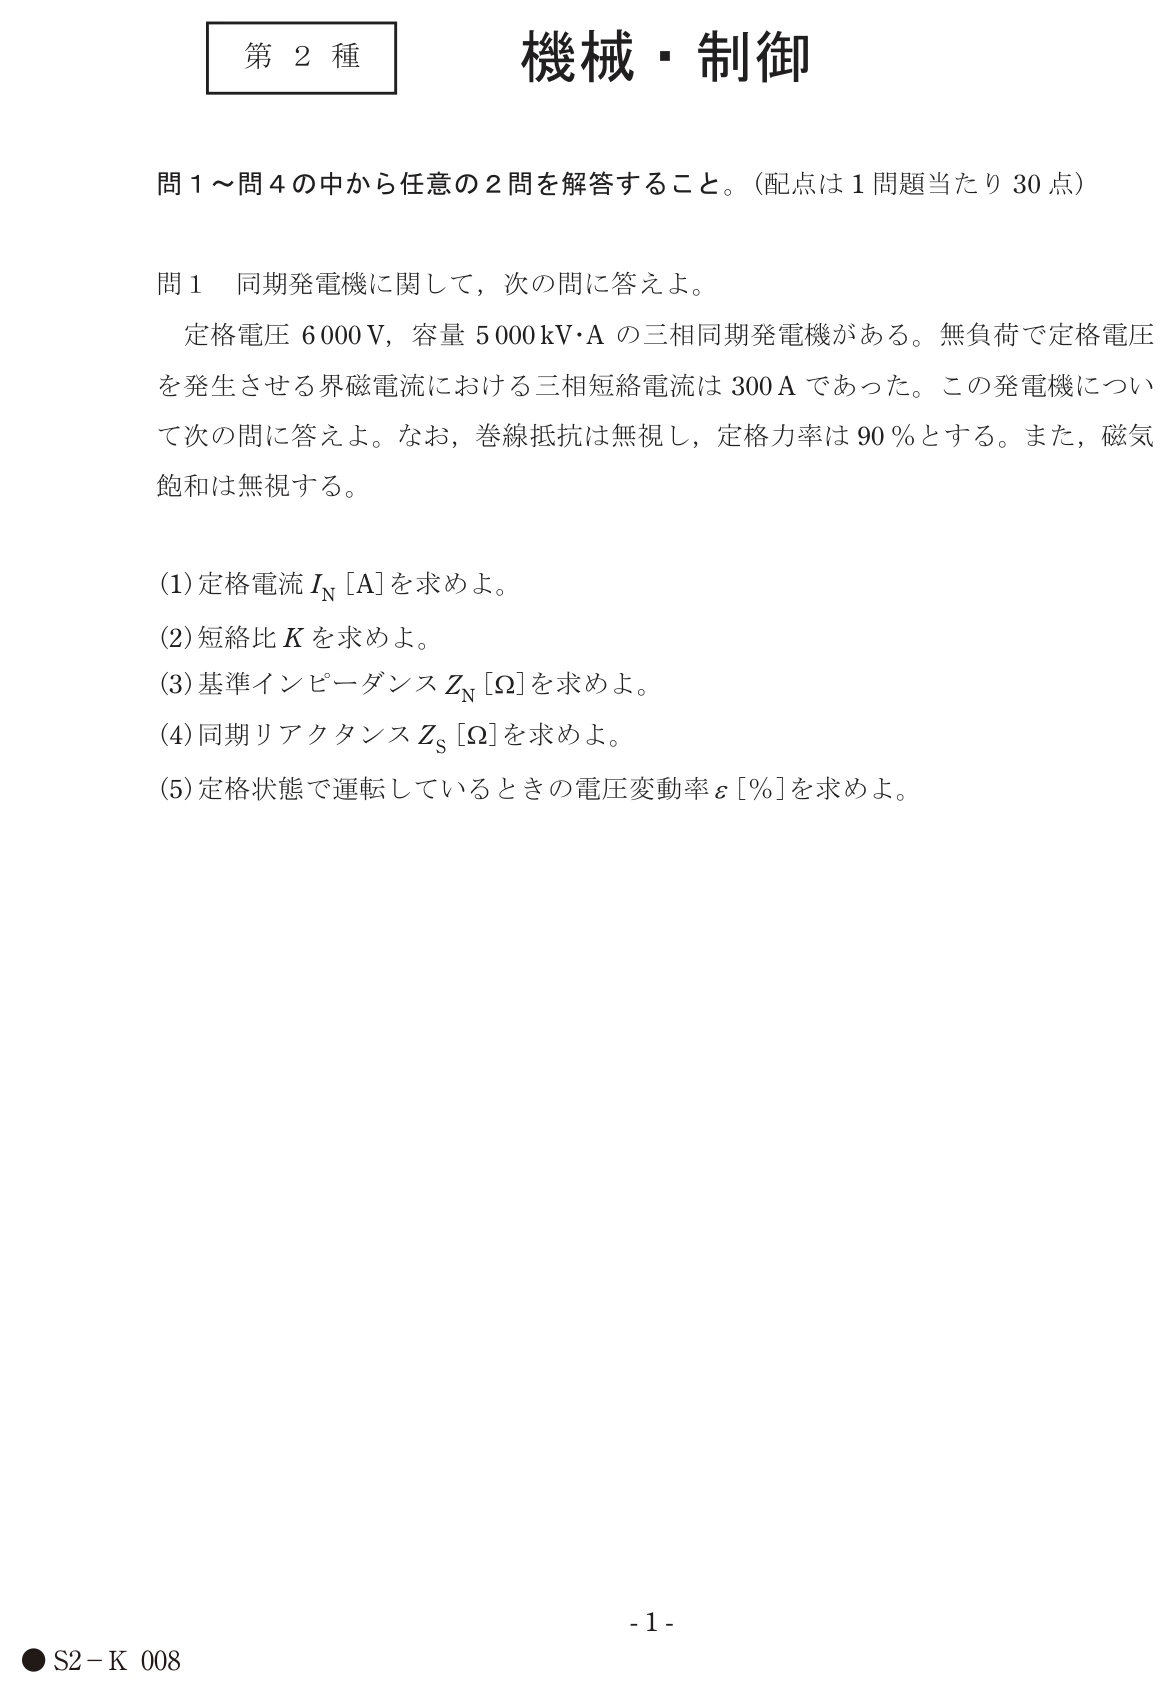 第 2 種
機械・制御
問1~問4の中から任意の2問を解答すること。(配点は1問題当たり30点)
問1 同期発電機に関して,次の問に答えよ。
定格電圧 6000V,容量 5000kV･A の三相同期発電機がある。無負荷で定格電圧
を発生させる界磁電流における三相短絡電流は 300A であった。この発電機につい
て次の問に答えよ。なお,巻線抵抗は無視し,定格力率は 90%とする。また,磁気
飽和は無視する。
(1)定格電流 I_N [A]を求めよ。
(2)短絡比 K を求めよ。
(3)基準インピーダンス Z_N [Ω]を求めよ。
(4)同期リアクタンス Z_S [Ω]を求めよ。
(5)定格状態で運転しているときの電圧変動率 ε [%]を求めよ。
- 1 -
● S2－K 008